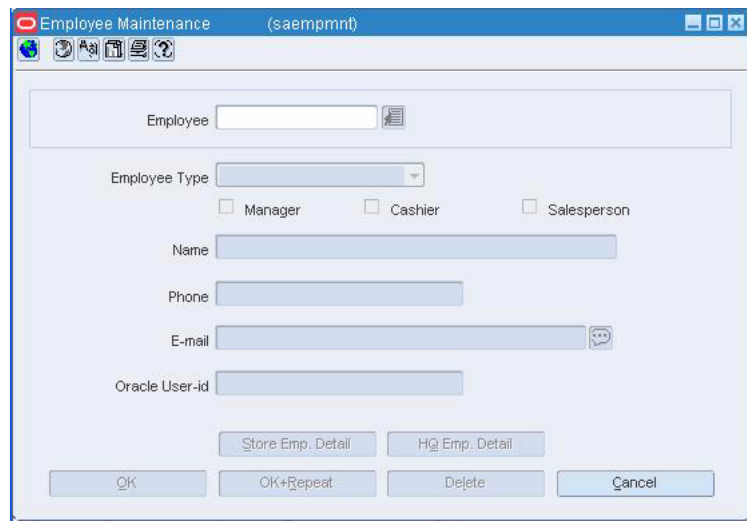 Employee Maintenance (saempmnt)
Employee
Employee Type
Manager Cashier Salesperson
Name
Phone
E-mail
Oracle User-id
Store Emp. Detail HQ Emp. Detail
OK OK+Repeat Delete Cancel